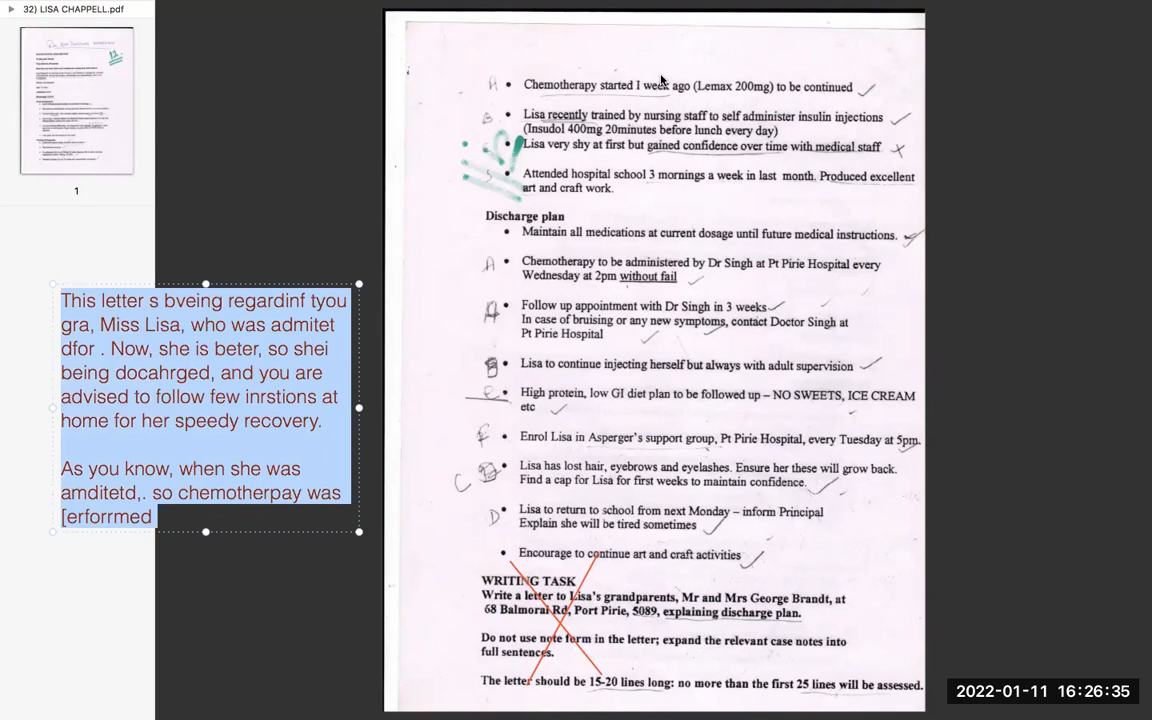 32) LISA CHAPPELL.pdf
12
1
This letter s bveing regardinf tyou
gra, Miss Lisa, who was admitet
dfor . Now, she is beter, so shei
being docahrged, and you are
advised to follow few inrstions at
home for her speedy recovery.
As you know, when she was
amditetd,. so chemotherpay was
[erforrmed
A • Chemotherapy started 1 week ago (Lemax 200mg) to be continued
B • Lisa recently trained by nursing staff to self administer insulin injections
(Insudol 400mg 20minutes before lunch every day)
• Lisa very shy at first but gained confidence over time with medical staff
• Attended hospital school 3 mornings a week in last month. Produced excellent
art and craft work.
Discharge plan
• Maintain all medications at current dosage until future medical instructions.
A • Chemotherapy to be administered by Dr Singh at Pt Pirie Hospital every
Wednesday at 2pm without fail
A • Follow up appointment with Dr Singh in 3 weeks
In case of bruising or any new symptoms, contact Doctor Singh at
Pt Pirie Hospital
B • Lisa to continue injecting herself but always with adult supervision
E • High protein, low GI diet plan to be followed up – NO SWEETS, ICE CREAM
etc
F • Enrol Lisa in Asperger's support group, Pt Pirie Hospital, every Tuesday at 5pm.
C • Lisa has lost hair, eyebrows and eyelashes. Ensure her these will grow back.
Find a cap for Lisa for first weeks to maintain confidence.
D • Lisa to return to school from next Monday – inform Principal
Explain she will be tired sometimes
• Encourage to continue art and craft activities
WRITING TASK
Write a letter to Lisa's grandparents, Mr and Mrs George Brandt, at
68 Balmoral Rd, Port Pirie, 5089, explaining discharge plan.
Do not use note form in the letter; expand the relevant case notes into
full sentences.
The letter should be 15-20 lines long: no more than the first 25 lines will be assessed.
2022-01-11 16:26:35